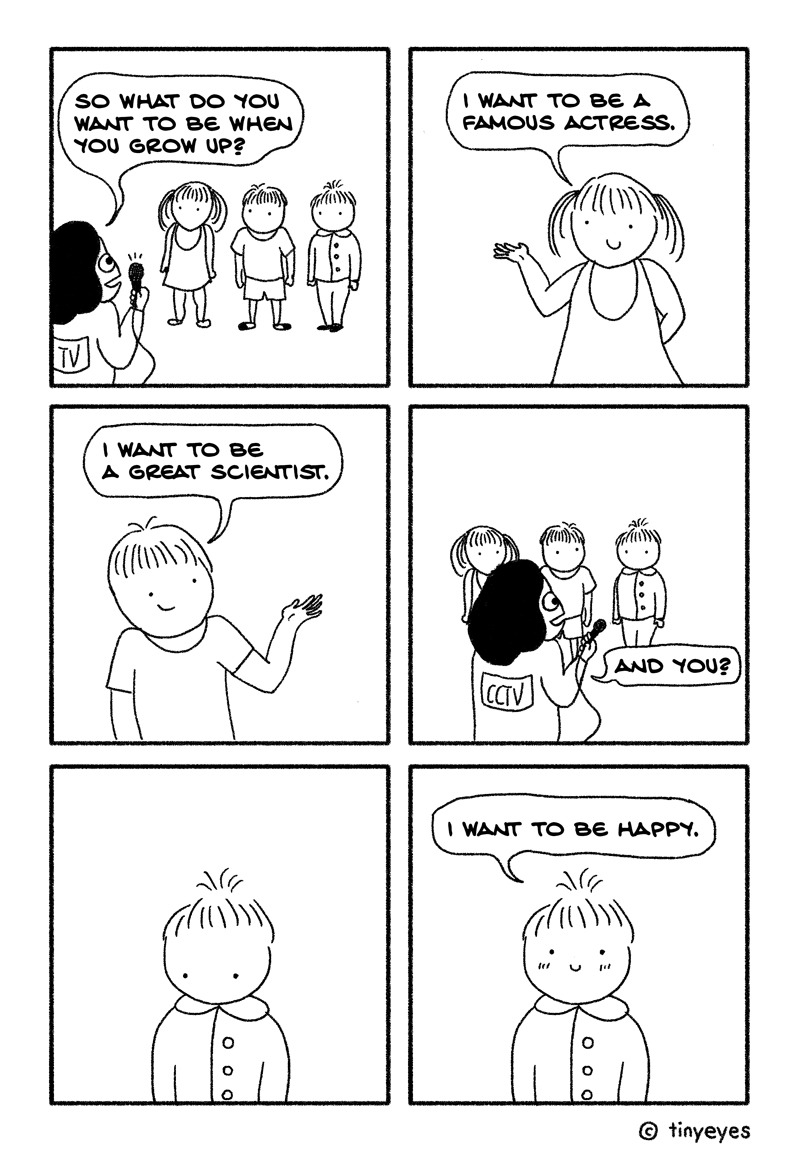 SO WHAT DO YOU
WANT TO BE WHEN
YOU GROW UP?
TV
I WANT TO BE A
FAMOUS ACTRESS.
I WANT TO BE
A GREAT SCIENTIST.
AND YOU?
CCTV
I WANT TO BE HAPPY.
© tinyeyes